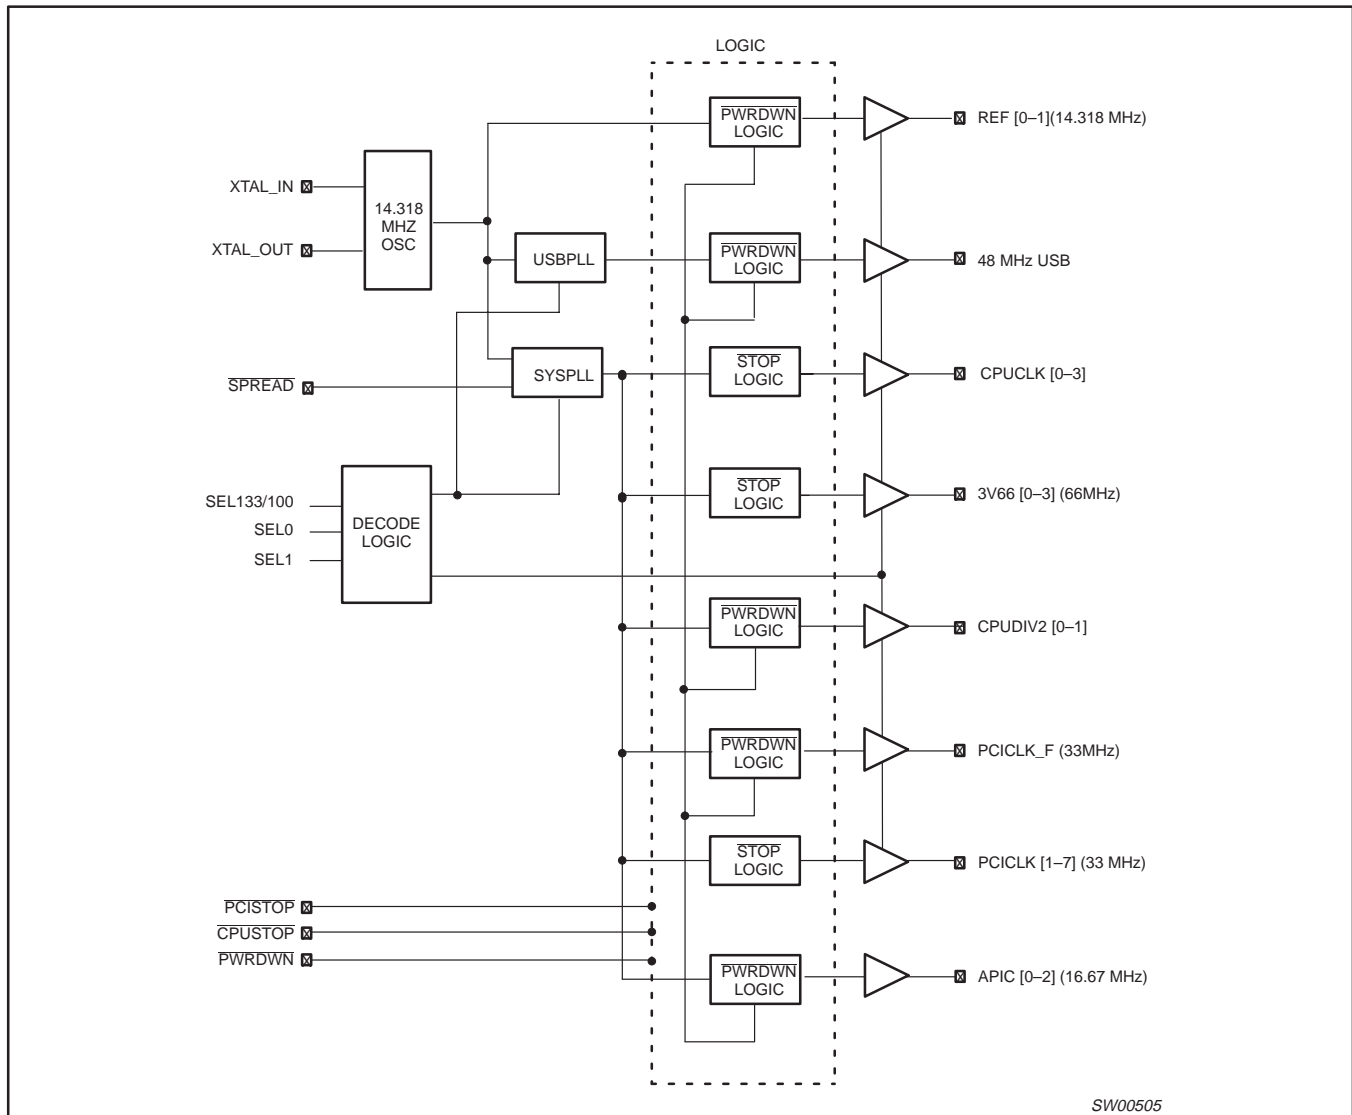 LOGIC
PWRDWN
LOGIC
REF [0–1](14.318 MHz)
XTAL_IN
14.318
MHZ
OSC
XTAL_OUT
USBPLL
PWRDWN
LOGIC
48 MHz USB
SPREAD
SYSPLL
STOP
LOGIC
CPUCLK [0–3]
SEL133/100
SEL0
SEL1
DECODE
LOGIC
STOP
LOGIC
3V66 [0–3] (66MHz)
PWRDWN
LOGIC
CPUDIV2 [0–1]
PWRDWN
LOGIC
PCICLK_F (33MHz)
STOP
LOGIC
PCICLK [1–7] (33 MHz)
PCISTOP
CPUSTOP
PWRDWN
PWRDWN
LOGIC
APIC [0–2] (16.67 MHz)
SW00505